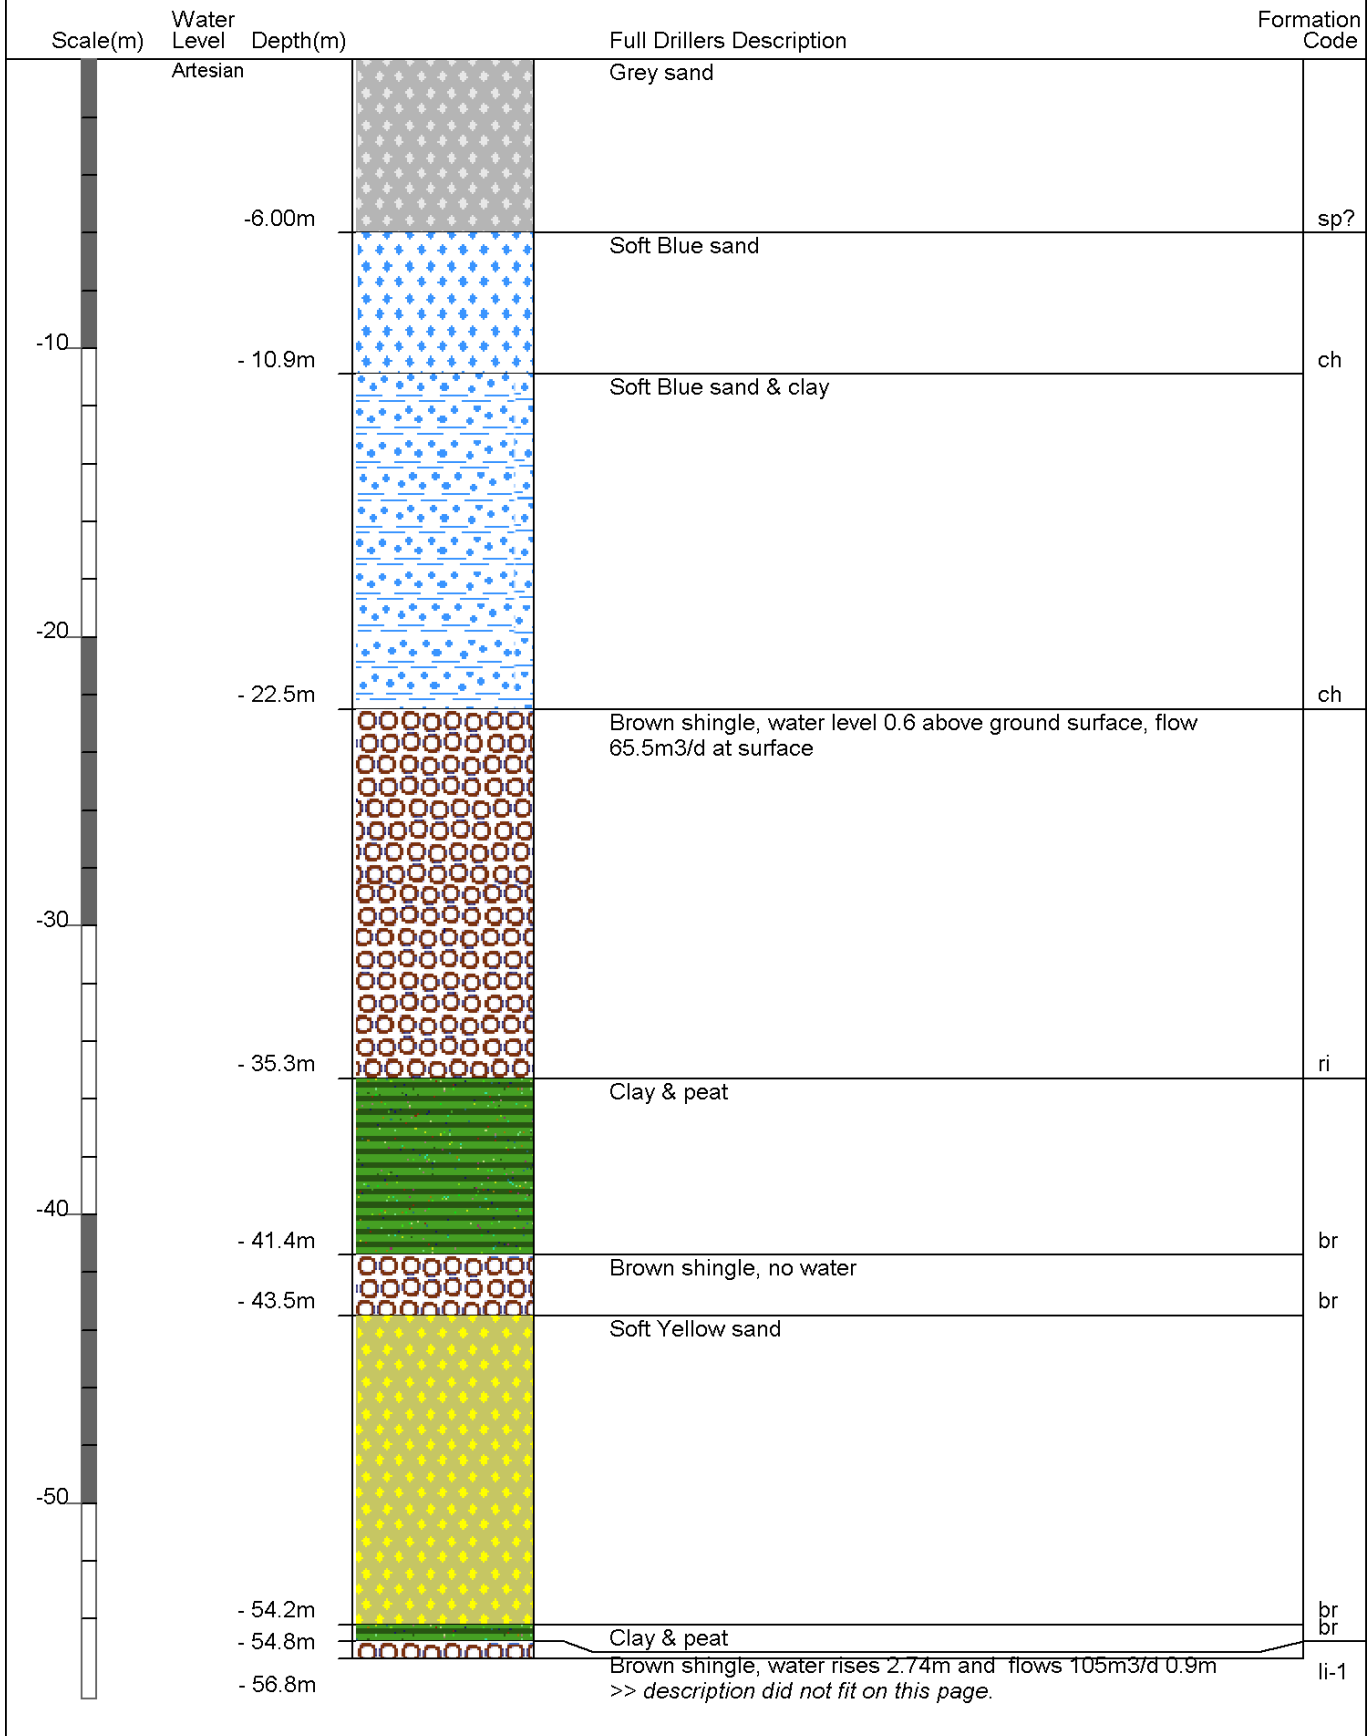 Scale(m) Water Level Depth(m) Full Drillers Description Formation Code
Artesian Grey sand
-6.00m sp?
Soft Blue sand
-10
- 10.9m ch
Soft Blue sand & clay
-20
- 22.5m ch
Brown shingle, water level 0.6 above ground surface, flow
65.5m3/d at surface
-30
- 35.3m ri
Clay & peat
-40
- 41.4m br
Brown shingle, no water
- 43.5m br
Soft Yellow sand
-50
- 54.2m br
br
- 54.8m Clay & peat
Brown shingle, water rises 2.74m and flows 105m3/d 0.9m
- 56.8m li-1
>> description did not fit on this page.